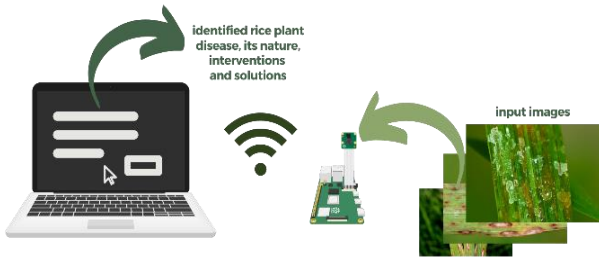 identified rice plant
disease, its nature,
interventions
and solutions
input images